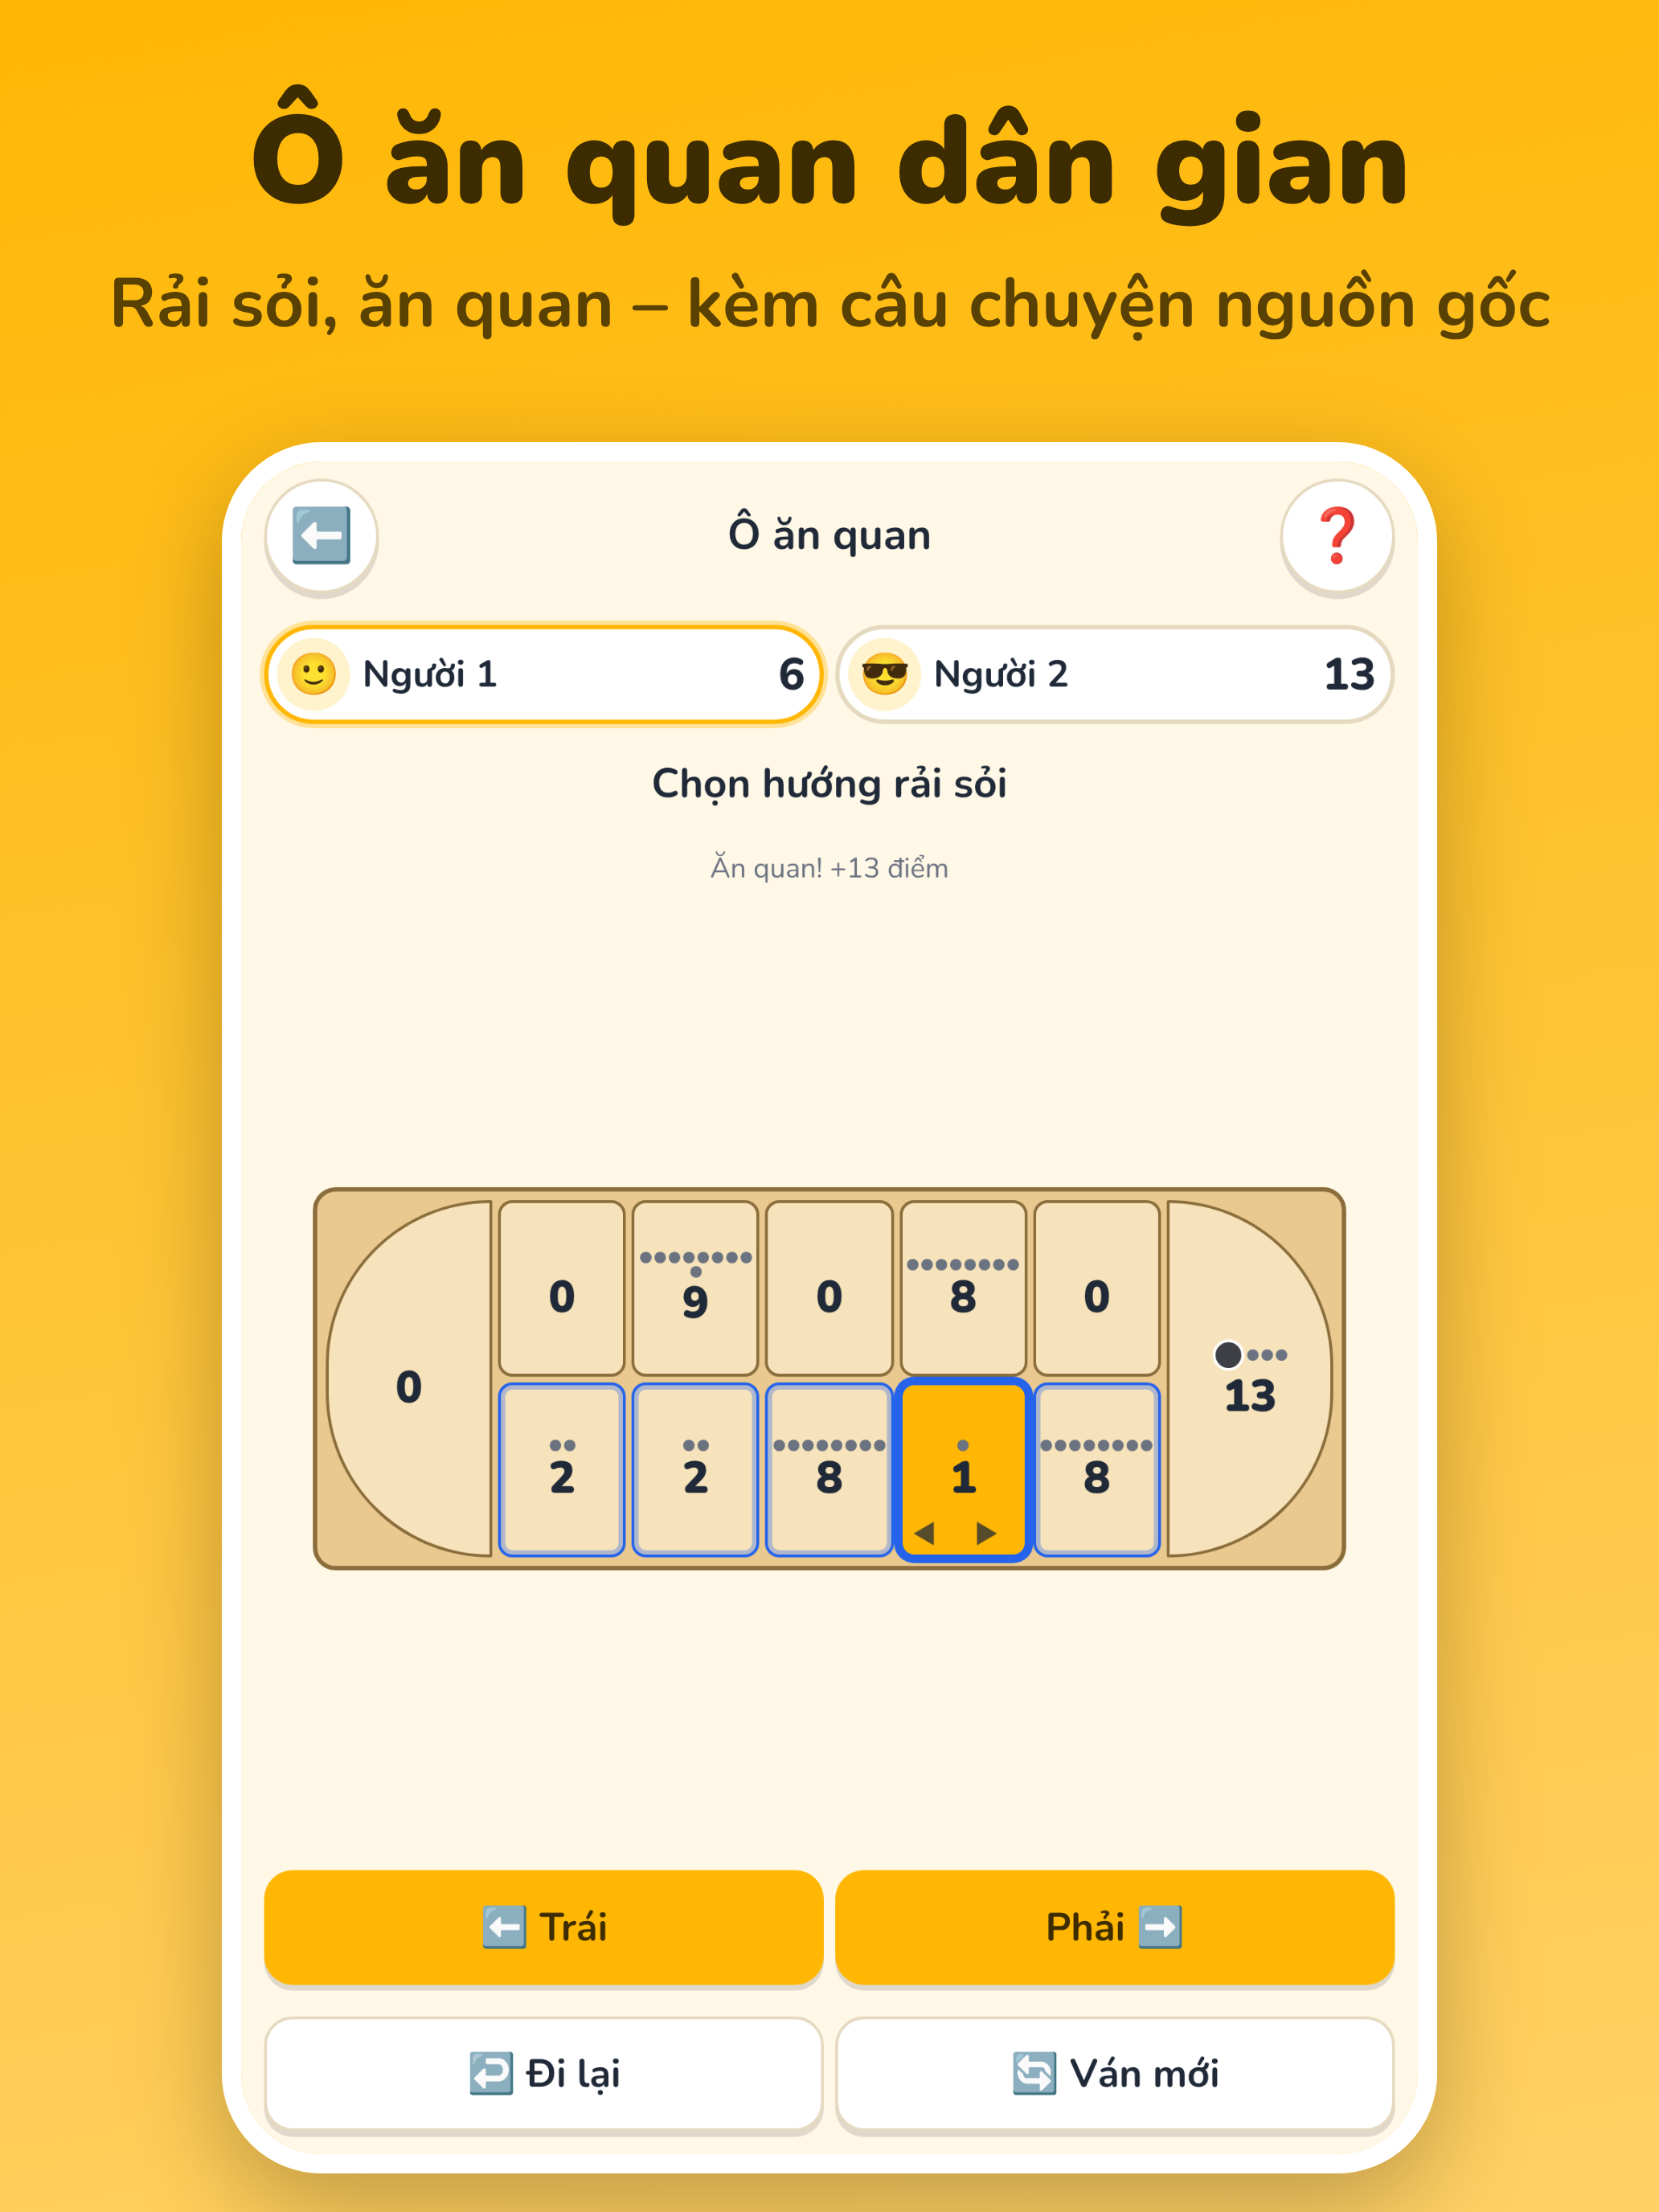 Ô ăn quan dân gian
Rải sỏi, ăn quan – kèm câu chuyện nguồn gốc
Ô ăn quan
Người 1 6
Người 2 13
Chọn hướng rải sỏi
Ăn quan! +13 điểm
0 9 0 8 0
0 13
2 2 8 1 8
Trái
Phải
Đi lại
Ván mới